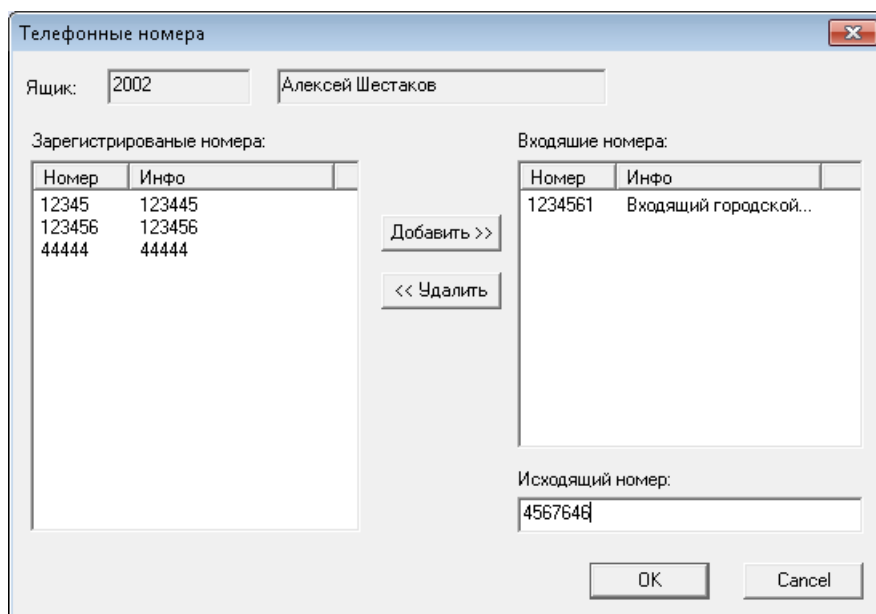 Телефонные номера
Ящик: 2002 Алексей Шестаков
Зарегистрированые номера:
Номер Инфо
12345 123445
123456 123456
44444 44444
Добавить >>
<< Удалить
Входяшие номера:
Номер Инфо
1234561 Входящий городской...
Исходящий номер:
4567646
OK Cancel